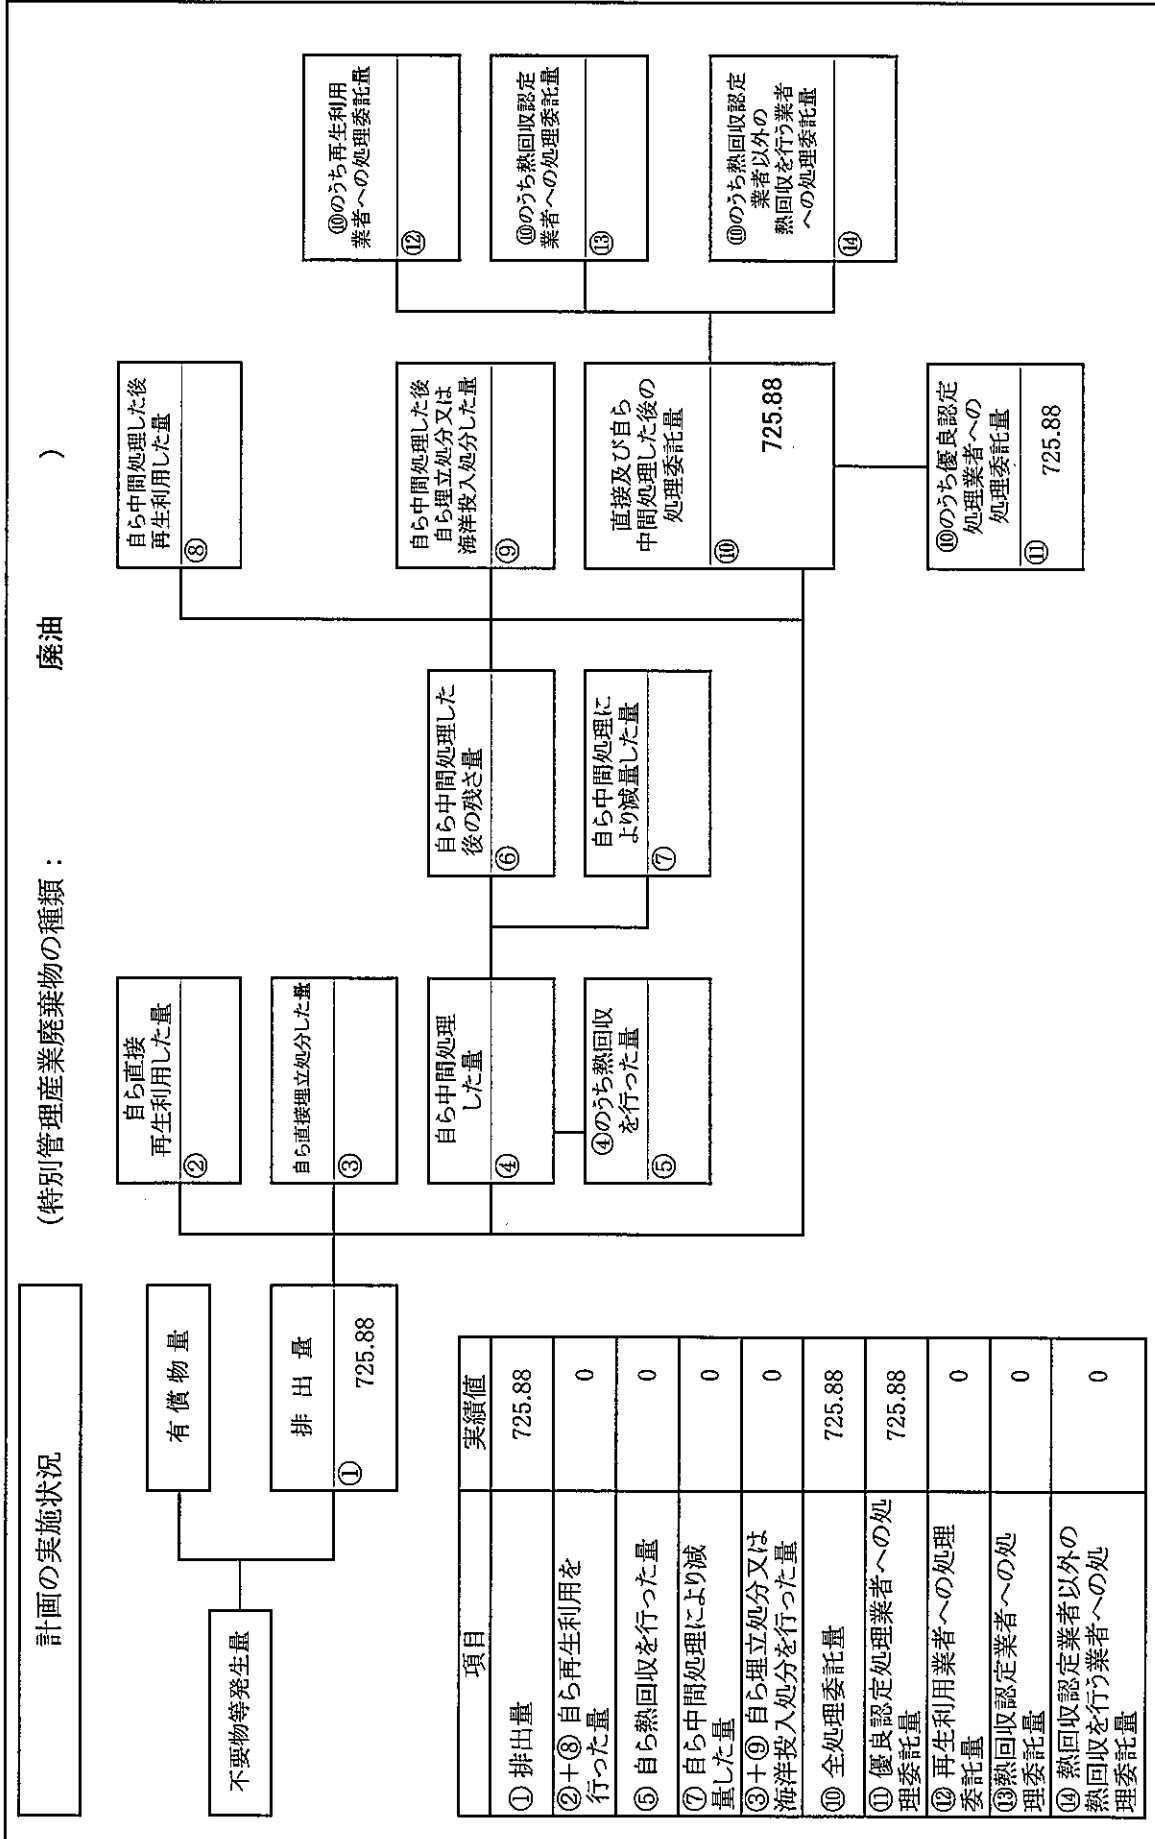 計画の実施状況
(特別管理産業廃棄物の種類： 廃油 )
不要物等発生量
有償物量
排出量
① 725.88
自ら直接
再生利用した量
②
自ら直接埋立処分した量
③
自ら中間処理
した量
④
④のうち熱回収
を行った量
⑤
自ら中間処理した
後の残さ量
⑥
自ら中間処理に
より減量した量
⑦
自ら中間処理した後
再生利用した量
⑧
自ら中間処理した後
自ら埋立処分又は
海洋投入処分した量
⑨
直接及び自ら
中間処理した後の
処理委託量
⑩ 725.88
⑩のうち優良認定
処理業者への
処理委託量
⑪ 725.88
⑩のうち再生利用
業者への処理委託量
⑫
⑩のうち熱回収認定
業者への処理委託量
⑬
⑩のうち熱回収認定
業者以外の
熱回収を行う業者
への処理委託量
⑭
項目 実績値
① 排出量 725.88
②+⑧ 自ら再生利用を
行った量 0
⑤ 自ら熱回収を行った量 0
⑦ 自ら中間処理により減
量した量 0
③+⑨ 自ら埋立処分又は
海洋投入処分を行った量 0
⑩ 全処理委託量 725.88
⑪ 優良認定処理業者への処
理委託量 725.88
⑫ 再生利用業者への処理
委託量 0
⑬熱回収認定業者への処
理委託量 0
⑭ 熱回収認定業者以外の
熱回収を行う業者への処
理委託量 0